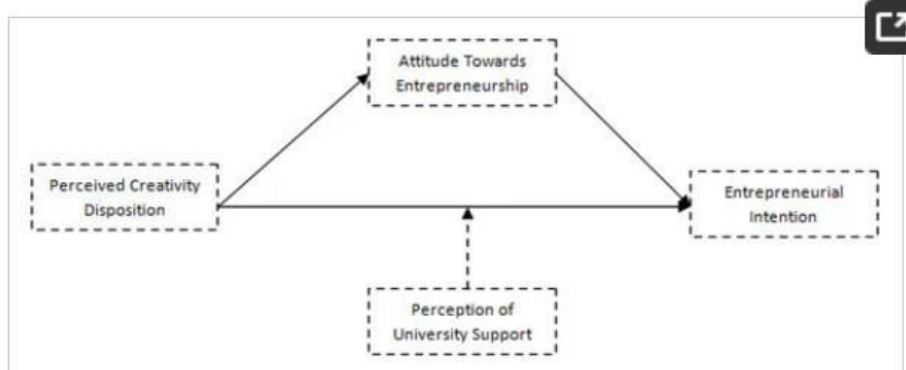 Attitude Towards
Entrepreneurship
Perceived Creativity
Disposition
Entrepreneurial
Intention
Perception of
University Support